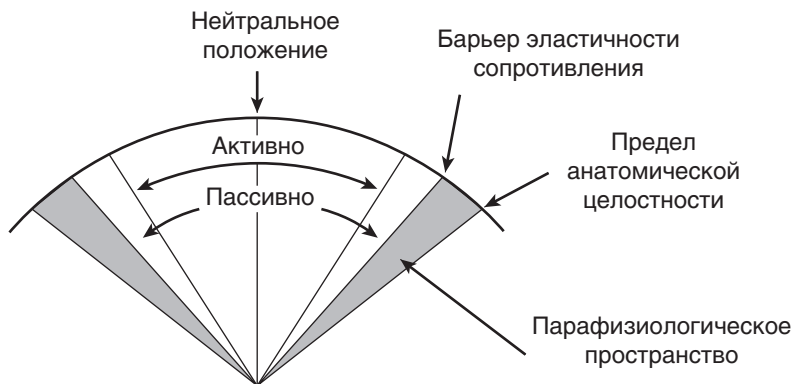 Нейтральное
положение
Барьер эластичности
сопротивления
Активно
Предел
анатомической
целостности
Пассивно
Парафизиологическое
пространство